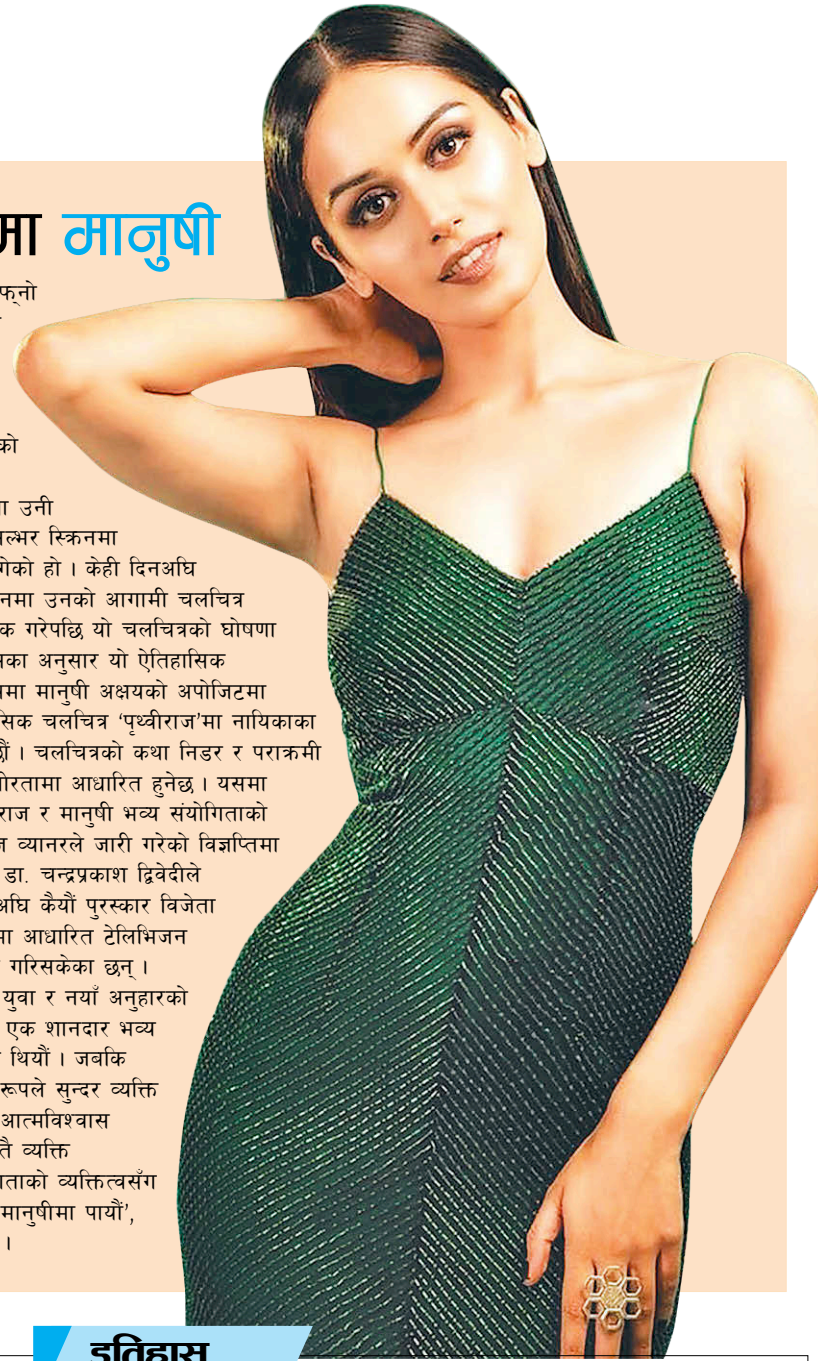 मा मानुषी
फ्नो
को
ा उनी
ल्भर स्क्रिनमा
गेको हो । केही दिनअघि
नमा उनको आगामी चलचित्र
क गरेपछि यो चलचित्रको घोषणा
का अनुसार यो ऐतिहासिक
मा मानुषी अक्षयको अपोजिटमा
सिक चलचित्र ‘पृथ्वीराज’मा नायिकाका
छौं । चलचित्रको कथा निडर र पराक्रमी
ीरतामा आधारित हुनेछ । यसमा
राज र मानुषी भव्य संयोगिताको
न व्यानरले जारी गरेको विज्ञप्तिमा
डा. चन्द्रप्रकाश द्विवेदीले
अघि कैयौं पुरस्कार विजेता
मा आधारित टेलिभिजन
गरिसकेका छन् ।
युवा र नयाँ अनुहारको
एक शानदार भव्य
थियौं । जबकि
रूपले सुन्दर व्यक्ति
आत्मविश्वास
तै व्यक्ति
ताको व्यक्तित्वसँग
मानुषीमा पायौं’,
।
इतिहास